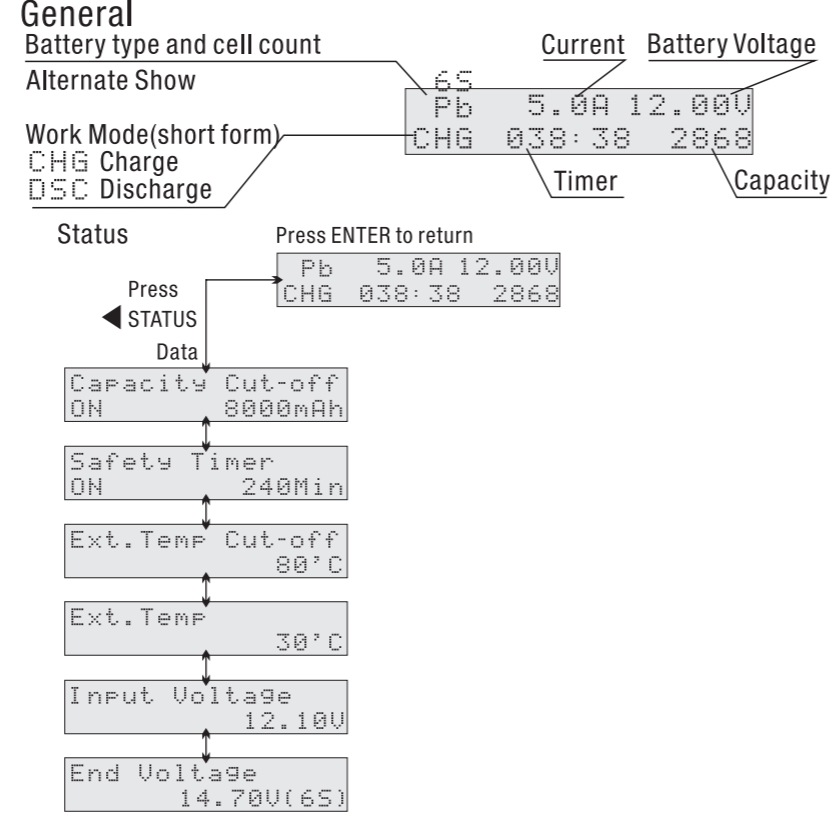 General
Battery type and cell count
Current
Battery Voltage
Alternate Show
6S
Pb 5.0A 12.00V
Work Mode(short form)
CHG 038:38 2868
CHG Charge
DSC Discharge
Timer
Capacity
Status
Press ENTER to return
Pb 5.0A 12.00V
CHG 038:38 2868
Press
◀ STATUS
Data
Capacity Cut-off
ON 8000mAh
Safety Timer
ON 240Min
Ext.Temp Cut-off
80'C
Ext.Temp
30'C
Input Voltage
12.10V
End Voltage
14.70V(6S)